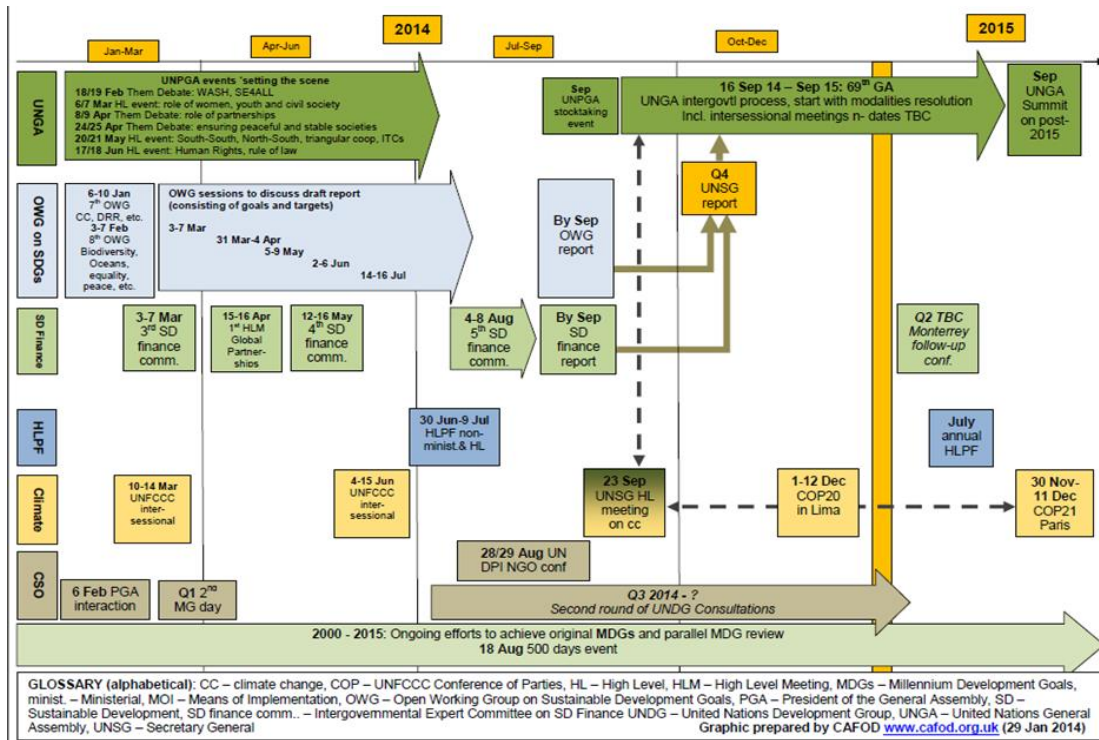 Jan-Mar
Apr-Jun
2014
Jul-Sep
Oct-Dec
2015
UNGA
UNPGA events 'setting the scene
18/19 Feb Them Debate: WASH, SE4ALL
6/7 Mar HL event: role of women, youth and civil society
8/9 Apr Them Debate: role of partnerships
24/25 Apr Them Debate: ensuring peaceful and stable societies
20/21 May HL event: South-South, North-South, triangular coop, ITCs
17/18 Jun HL event: Human Rights, rule of law
Sep
UNPGA
stocktaking
event
16 Sep 14 – Sep 15: 69th GA
UNGA intergovtl process, start with modalities resolution
Incl. intersessional meetings n- dates TBC
Sep
UNGA
Summit
on post-
2015
OWG on SDGs
6-10 Jan
7th OWG
CC, DRR, etc.
3-7 Feb
8th OWG
Biodiversity,
Oceans,
equality,
peace, etc.
OWG sessions to discuss draft report
(consisting of goals and targets)
3-7 Mar
31 Mar-4 Apr
5-9 May
2-6 Jun
14-16 Jul
By Sep
OWG
report
Q4
UNSG
report
SD Finance
3-7 Mar
3rd SD
finance
comm.
15-16 Apr
1st HLM
Global
Partner-
ships
12-16 May
4th SD
finance
comm.
4-8 Aug
5th SD
finance
comm.
By Sep
SD
finance
report
Q2 TBC
Monterrey
follow-up
conf.
HLPF
30 Jun-9 Jul
HLPF non-
minist.& HL
July
annual
HLPF
Climate
10-14 Mar
UNFCCC
inter-
sessional
4-15 Jun
UNFCCC
inter-
sessional
23 Sep
UNSG HL
meeting
on cc
1-12 Dec
COP20
in Lima
30 Nov-
11 Dec
COP21
Paris
CSO
6 Feb PGA
interaction
Q1 2nd
MG day
28/29 Aug UN
DPI NGO conf
Q3 2014 - ?
Second round of UNDG Consultations
2000 - 2015: Ongoing efforts to achieve original MDGs and parallel MDG review
18 Aug 500 days event
GLOSSARY (alphabetical): CC – climate change, COP – UNFCCC Conference of Parties, HL – High Level, HLM – High Level Meeting, MDGs – Millennium Development Goals,
minist. – Ministerial, MOI – Means of Implementation, OWG – Open Working Group on Sustainable Development Goals, PGA – President of the General Assembly, SD –
Sustainable Development, SD finance comm.. – Intergovernmental Expert Committee on SD Finance UNDG – United Nations Development Group, UNGA – United Nations General
Assembly, UNSG – Secretary General
Graphic prepared by CAFOD www.cafod.org.uk (29 Jan 2014)